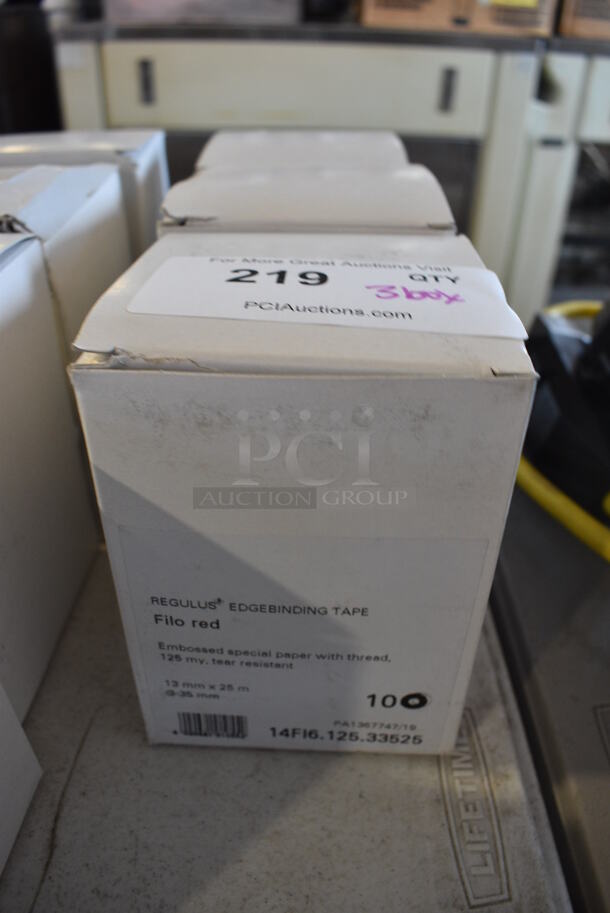 For More Great Auctions Visit
219 QTY
3 box
PCIAuctions.com
PCI
AUCTION GROUP
REGULUS® EDGEBINDING TAPE
Filo red
Embossed special paper with thread,
125 my, tear resistant
13 mm x 25 m
G-35 mm
10
PA1367747/19
14FI6.125.33525
LIFETIME